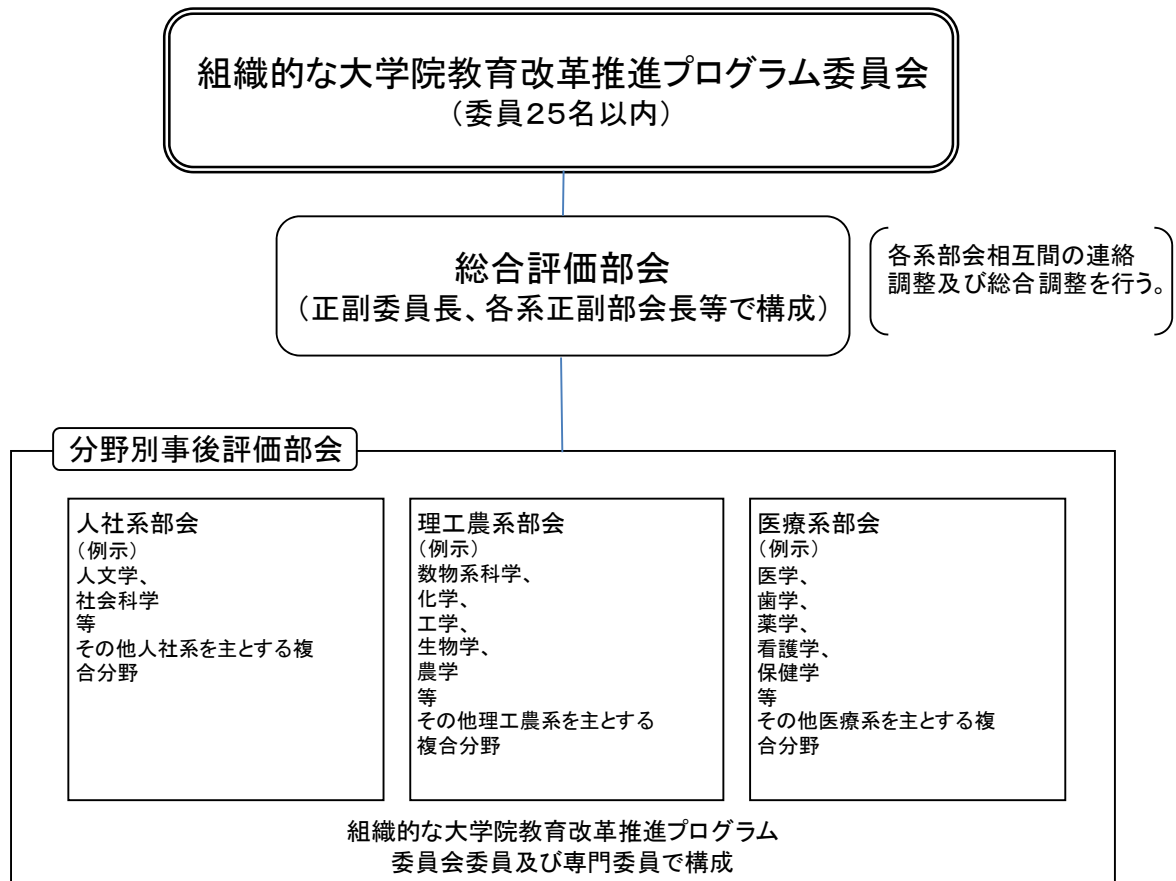 組織的な大学院教育改革推進プログラム委員会
（委員２５名以内）
総合評価部会
（正副委員長、各系正副部会長等で構成）
各系部会相互間の連絡
調整及び総合調整を行う。
分野別事後評価部会
人社系部会
（例示）
人文学、
社会科学
等
その他人社系を主とする複
合分野
理工農系部会
（例示）
数物系科学、
化学、
工学、
生物学、
農学
等
その他理工農系を主とする
複合分野
医療系部会
（例示）
医学、
歯学、
薬学、
看護学、
保健学
等
その他医療系を主とする複
合分野
組織的な大学院教育改革推進プログラム
委員会委員及び専門委員で構成